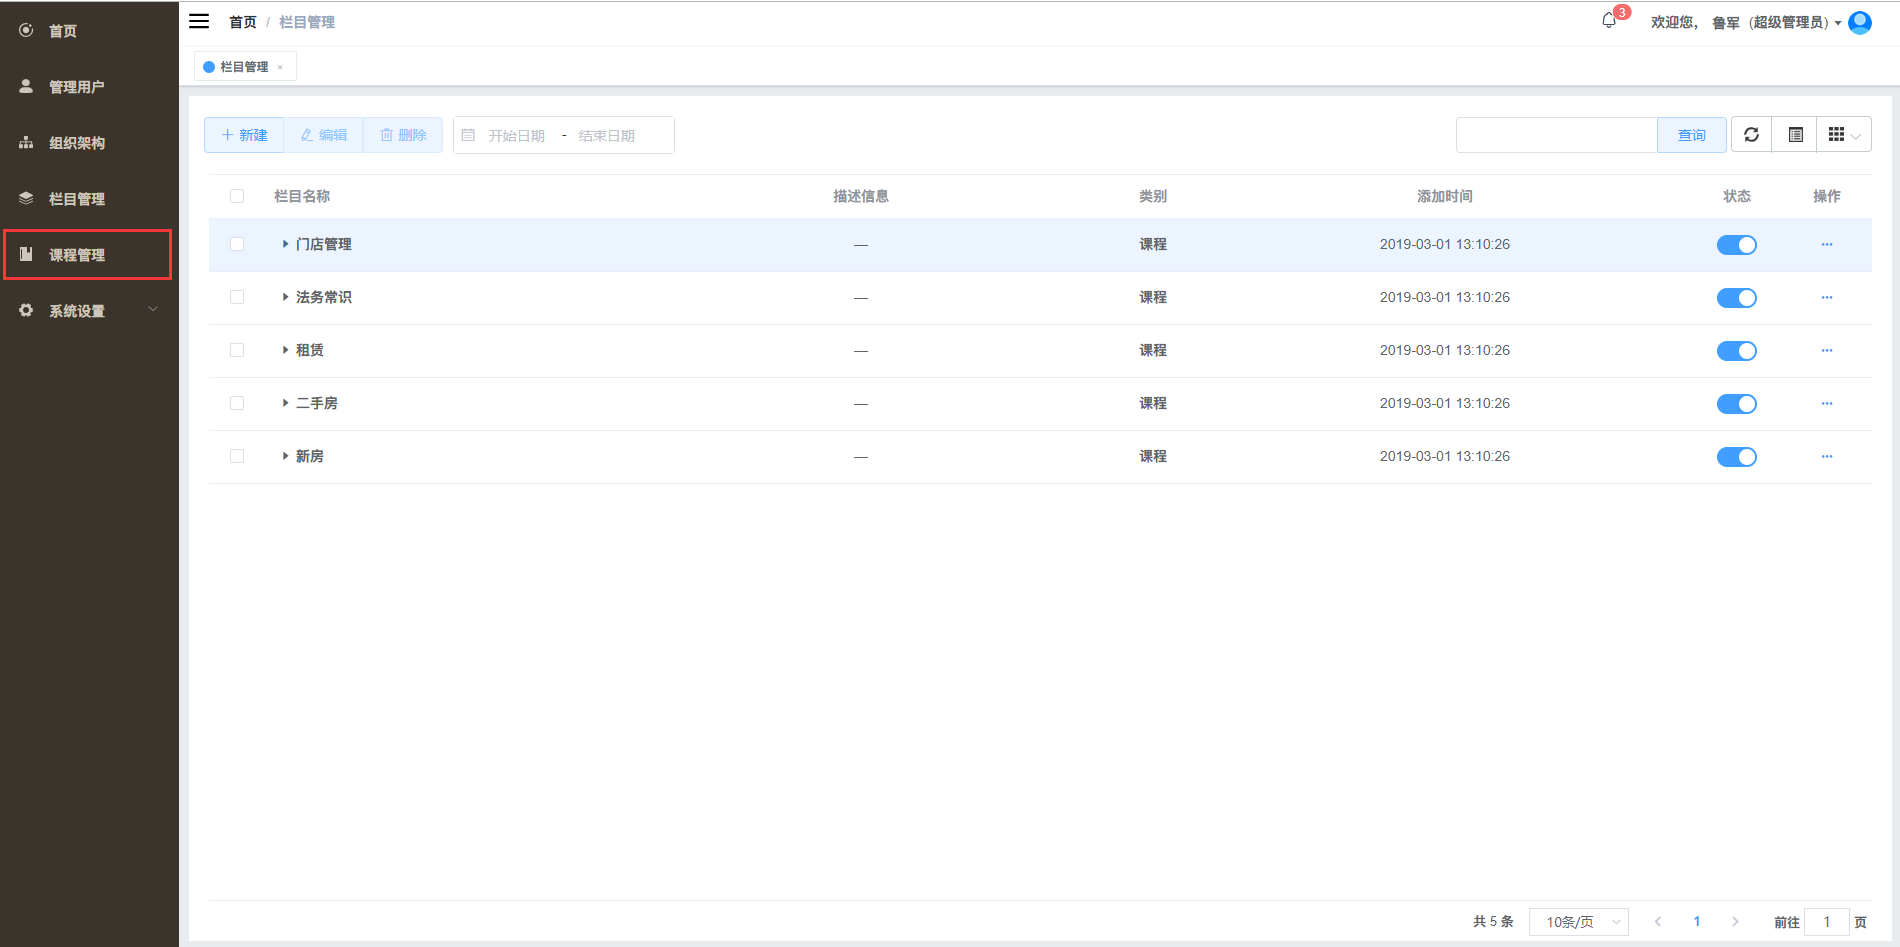 首页
管理用户
组织架构
栏目管理
课程管理
系统设置
首页 / 栏目管理
3
欢迎您， 鲁军（超级管理员）
栏目管理 ×
新建 编辑 删除 开始日期 - 结束日期 查询
栏目名称 描述信息 类别 添加时间 状态 操作
门店管理 — 课程 2019-03-01 13:10:26
法务常识 — 课程 2019-03-01 13:10:26
租赁 — 课程 2019-03-01 13:10:26
二手房 — 课程 2019-03-01 13:10:26
新房 — 课程 2019-03-01 13:10:26
共 5 条 10条/页 1 前往 1 页